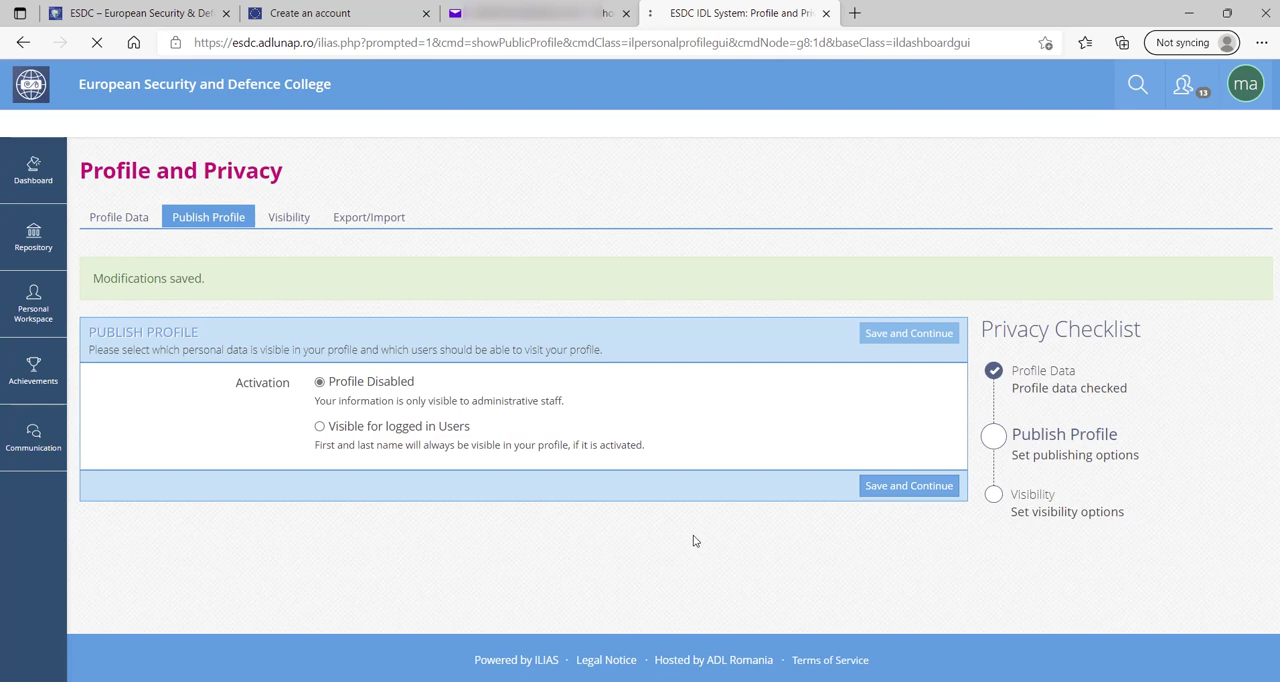 ESDC – European Security & Def
Create an account
ho
ESDC IDL System: Profile and Pri
https://esdc.adlunap.ro/ilias.php?prompted=1&cmd=showPublicProfile&cmdClass=ilpersonalprofilegui&cmdNode=g8:1d&baseClass=ildashboardgui
Not syncing
European Security and Defence College
13
ma
Dashboard
Repository
Personal
Workspace
Achievements
Communication
Profile and Privacy
Profile Data
Publish Profile
Visibility
Export/Import
Modifications saved.
PUBLISH PROFILE
Save and Continue
Please select which personal data is visible in your profile and which users should be able to visit your profile.
Activation
Profile Disabled
Your information is only visible to administrative staff.
Visible for logged in Users
First and last name will always be visible in your profile, if it is activated.
Save and Continue
Privacy Checklist
Profile Data
Profile data checked
Publish Profile
Set publishing options
Visibility
Set visibility options
Powered by ILIAS · Legal Notice · Hosted by ADL Romania · Terms of Service